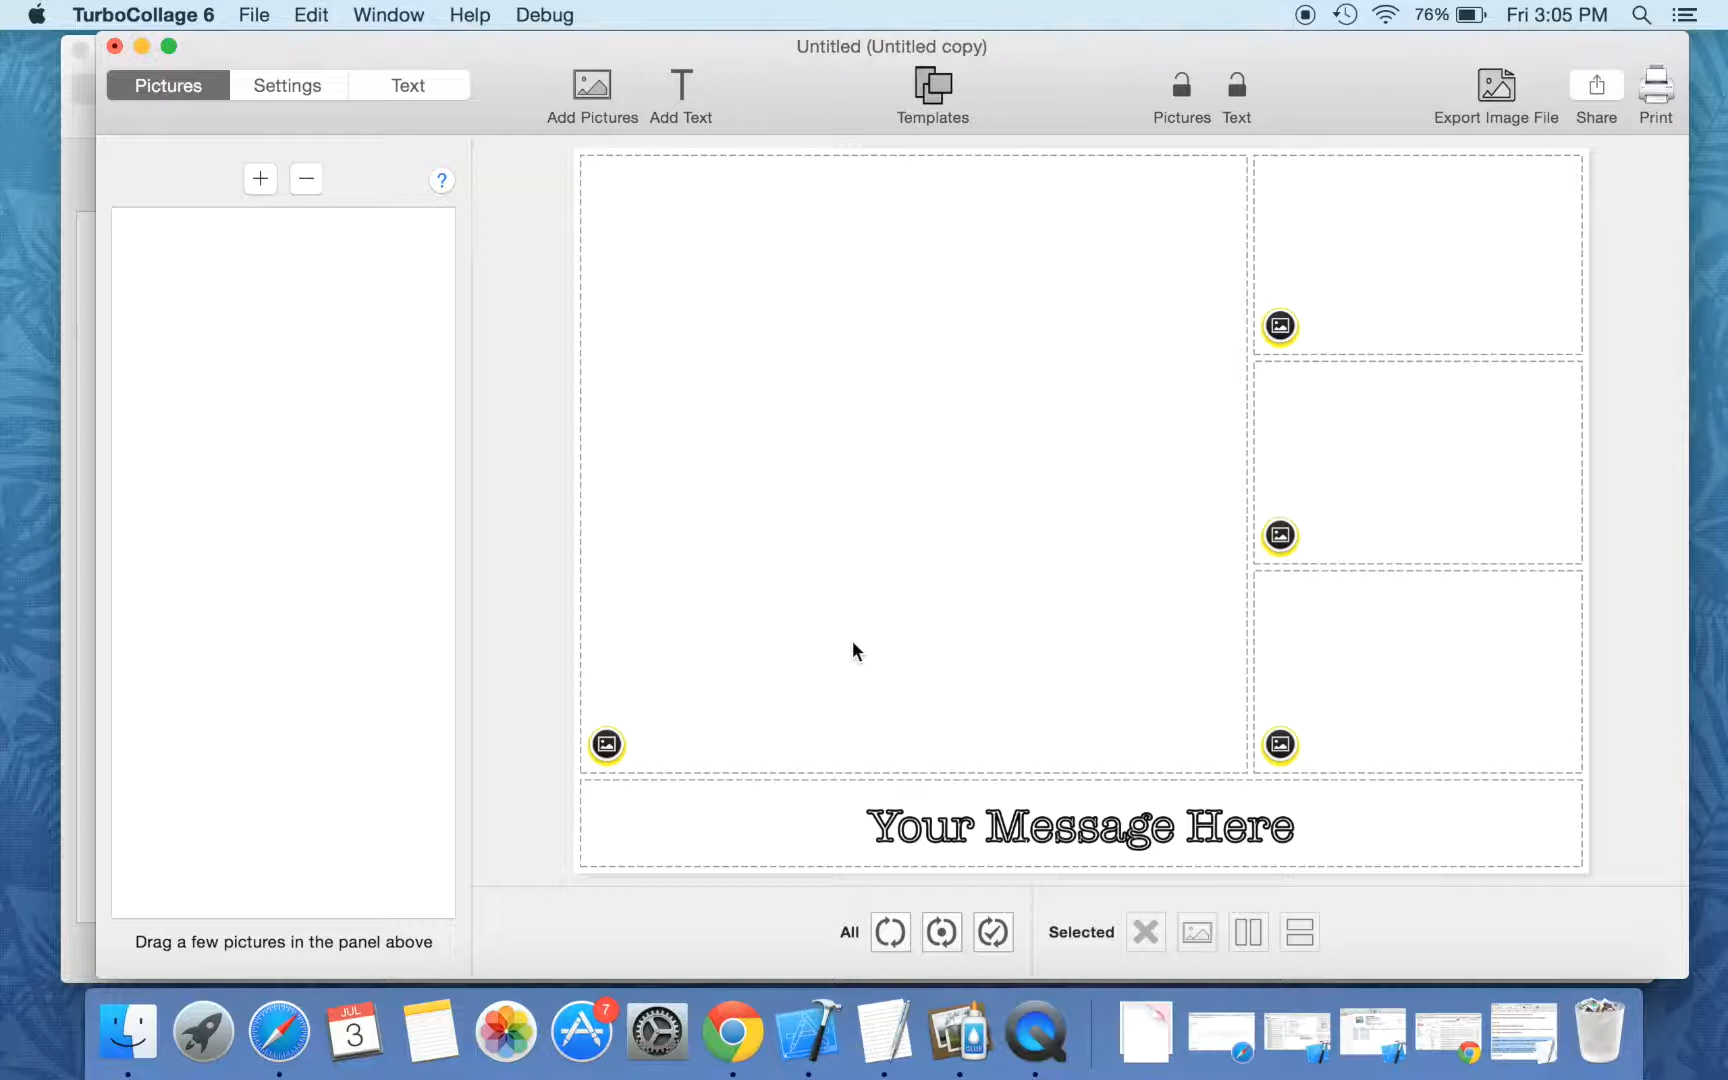 TurboCollage 6 File Edit Window Help Debug 76% Fri 3:05 PM
Untitled (Untitled copy)
Pictures Settings Text
Add Pictures Add Text Templates Pictures Text Export Image File Share Print
+ − ?
Your Message Here
All Selected
Drag a few pictures in the panel above
JUL
3
7
GLUE